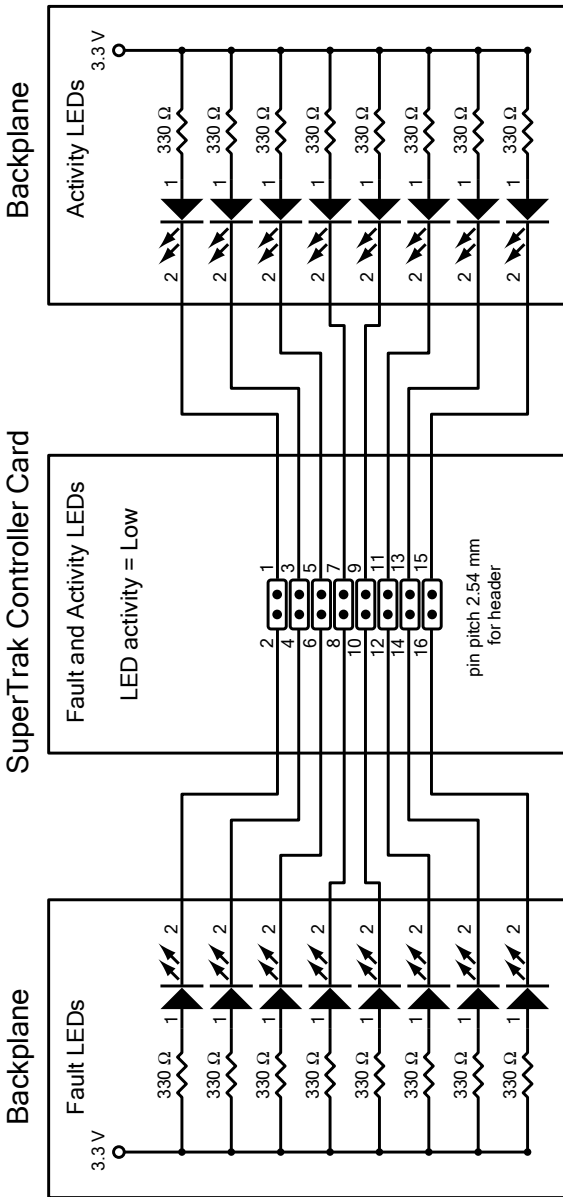 Backplane
Fault LEDs
3.3 V
330 Ω 1 2
330 Ω 1 2
330 Ω 1 2
330 Ω 1 2
330 Ω 1 2
330 Ω 1 2
330 Ω 1 2
330 Ω 1 2
SuperTrak Controller Card
Fault and Activity LEDs
LED activity = Low
2 1
4 3
6 5
8 7
10 9
12 11
14 13
16 15
pin pitch 2.54 mm
for header
Backplane
Activity LEDs
3.3 V
2 1 330 Ω
2 1 330 Ω
2 1 330 Ω
2 1 330 Ω
2 1 330 Ω
2 1 330 Ω
2 1 330 Ω
2 1 330 Ω